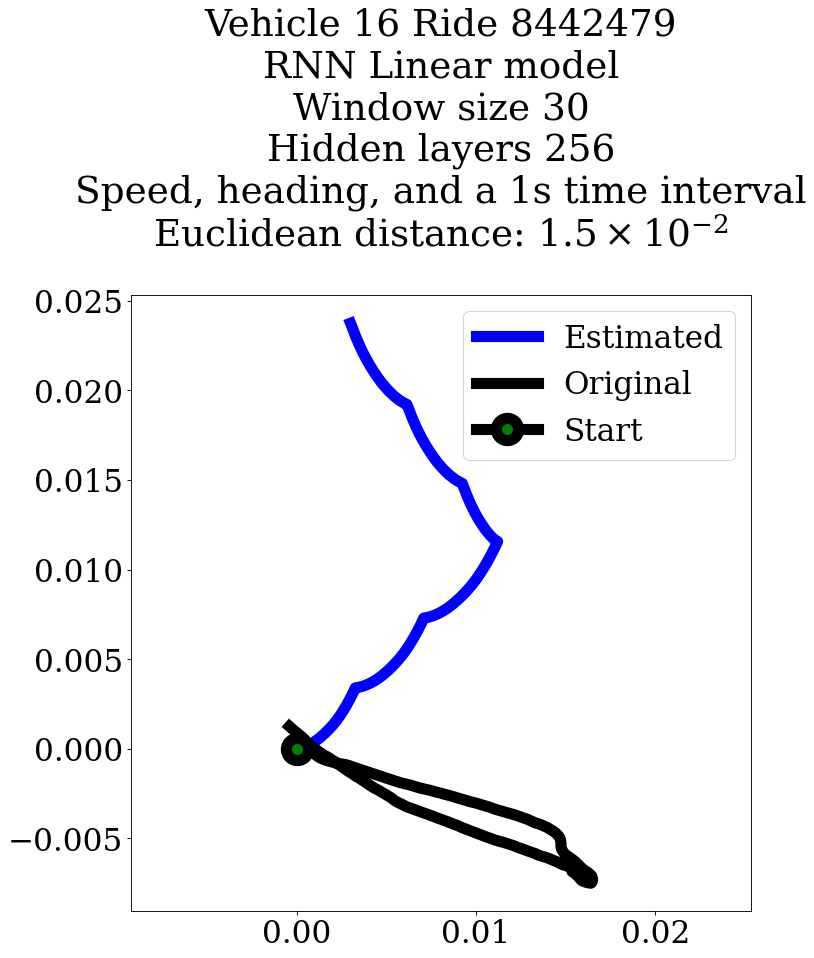 Vehicle 16 Ride 8442479
RNN Linear model
Window size 30
Hidden layers 256
Speed, heading, and a 1s time interval
Euclidean distance: 1.5 × 10⁻²
Estimated
Original
Start
0.025
0.020
0.015
0.010
0.005
0.000
−0.005
0.00 0.01 0.02